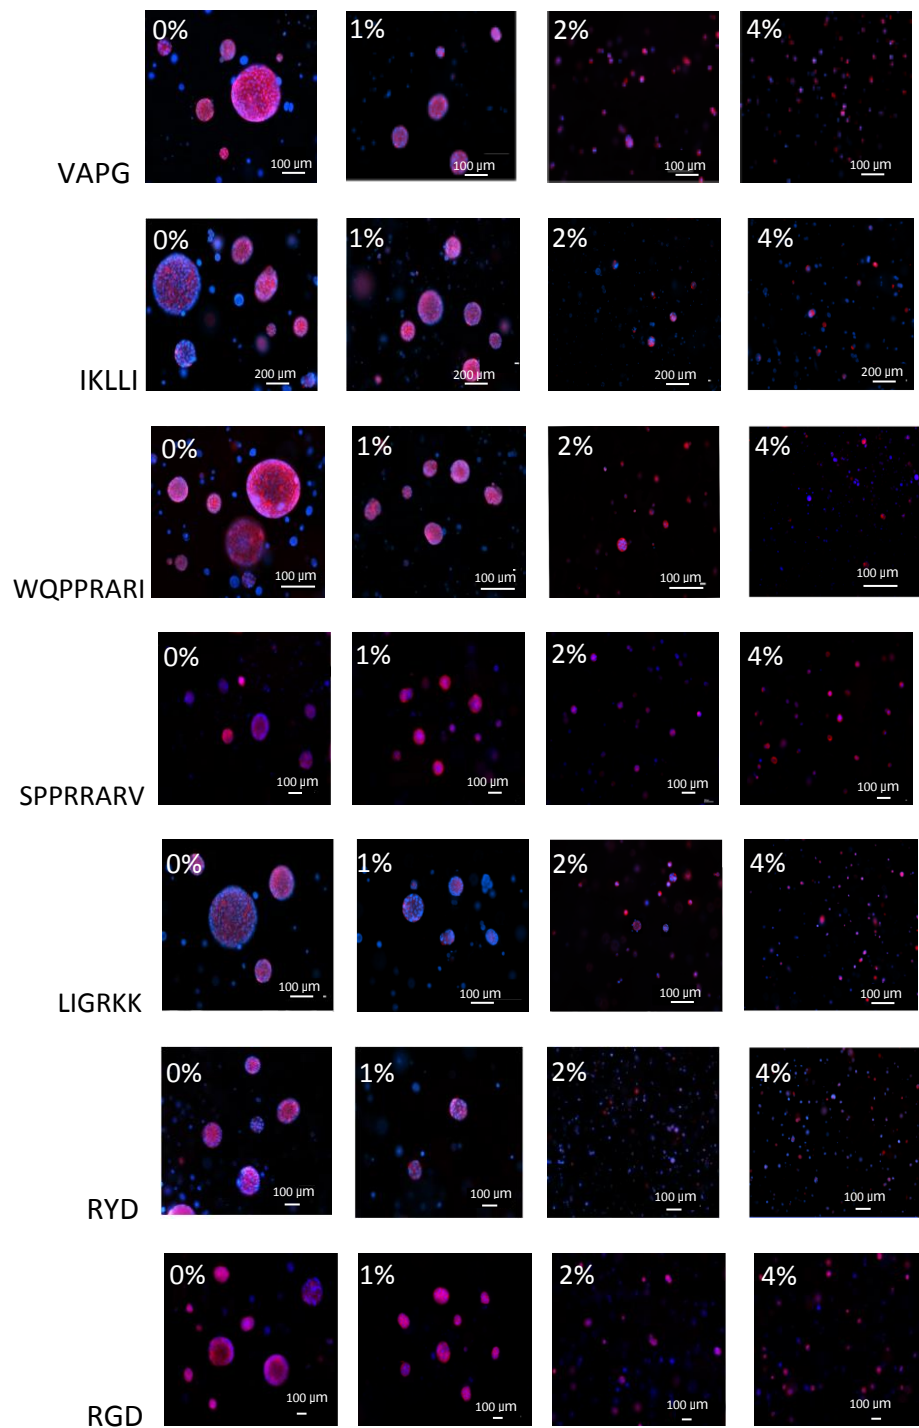 0% 1% 2% 4%
100 µm 100 µm 100 µm 100 µm
VAPG
0% 1% 2% 4%
200 µm 200 µm 200 µm 200 µm
IKLLI
0% 1% 2% 4%
100 µm 100 µm 100 µm 100 µm
WQPPRARI
0% 1% 2% 4%
100 µm 100 µm 100 µm 100 µm
SPPRRARV
0% 1% 2% 4%
100 µm 100 µm 100 µm 100 µm
LIGRKK
0% 1% 2% 4%
100 µm 100 µm 100 µm 100 µm
RYD
0% 1% 2% 4%
100 µm 100 µm 100 µm 100 µm
RGD